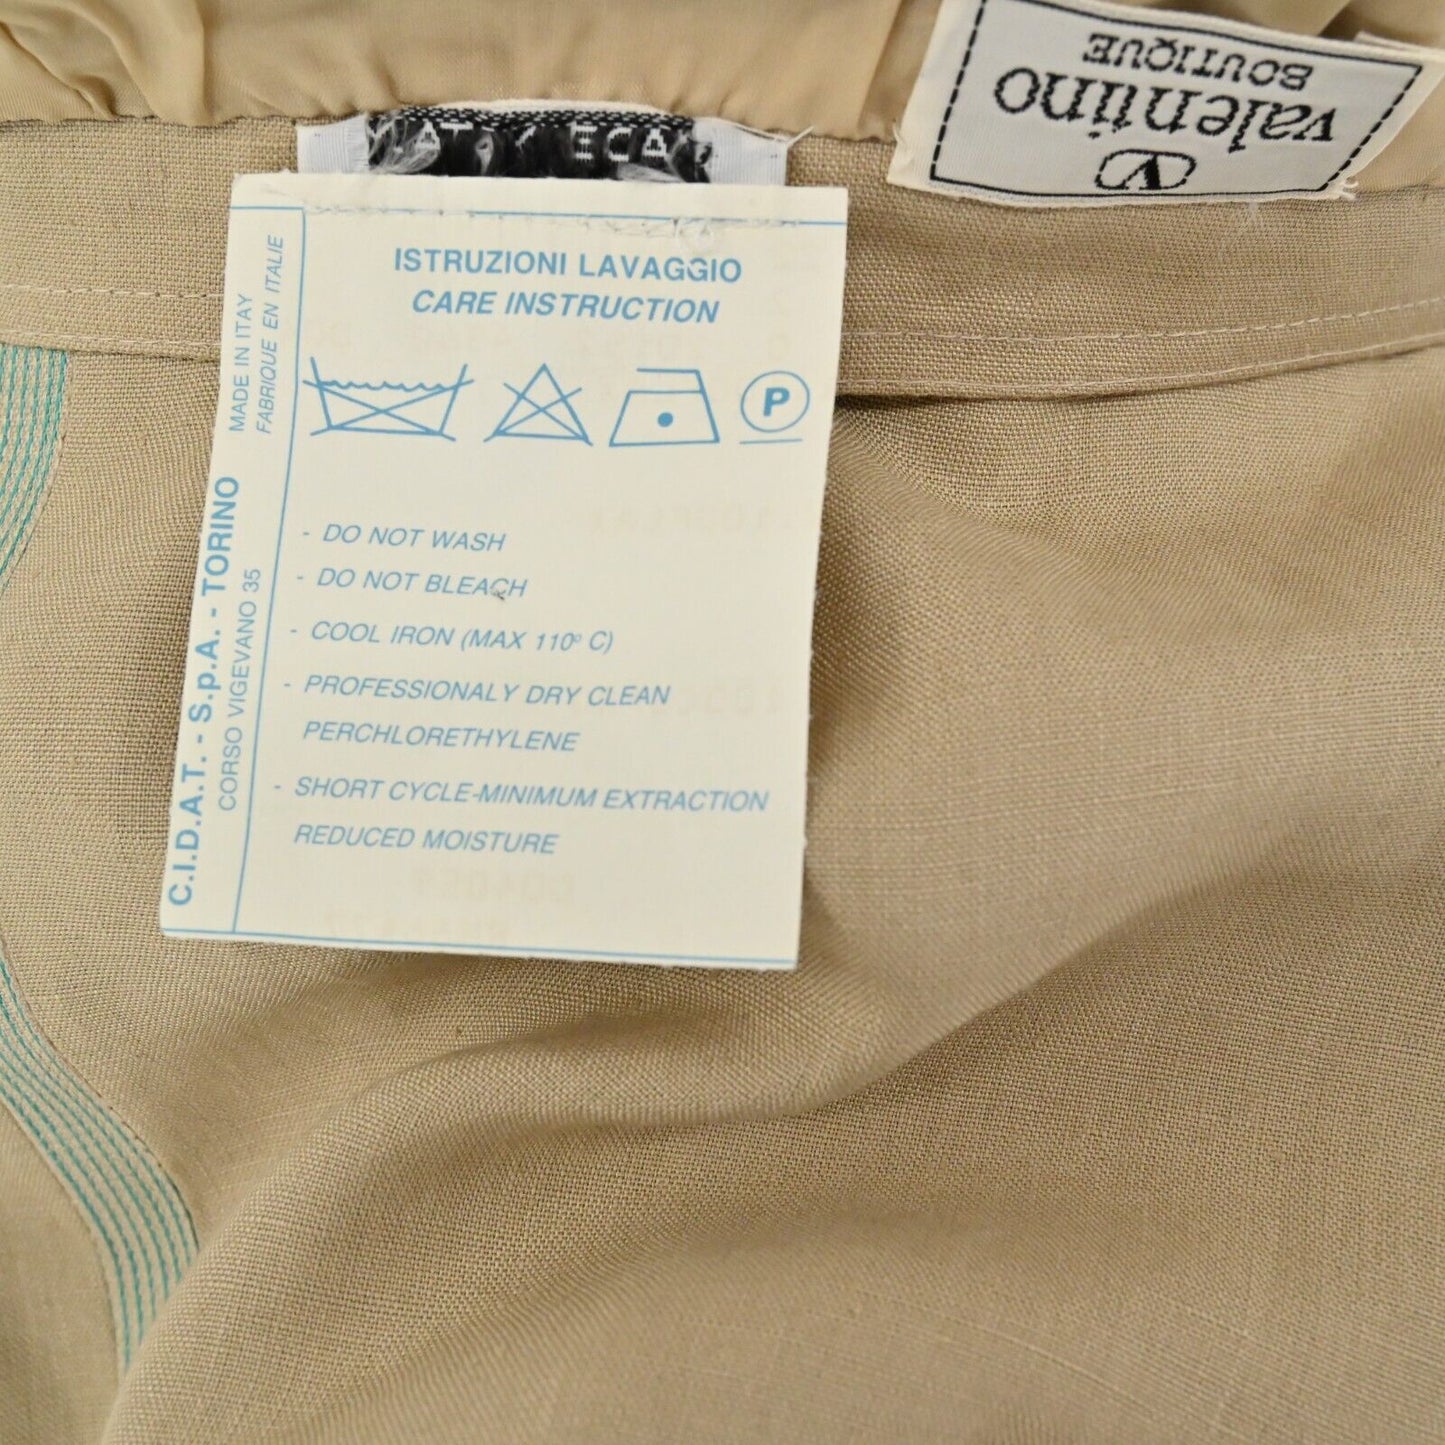 valentino
BOUTIQUE
ISTRUZIONI LAVAGGIO
CARE INSTRUCTION
P
- DO NOT WASH
- DO NOT BLEACH
- COOL IRON (MAX 110º C)
- PROFESSIONALY DRY CLEAN
PERCHLORETHYLENE
- SHORT CYCLE-MINIMUM EXTRACTION
REDUCED MOISTURE
C.I.D.A.T. - S.p.A. - TORINO
CORSO VIGEVANO 35
MADE IN ITAY
FABRIQUE EN ITALIE